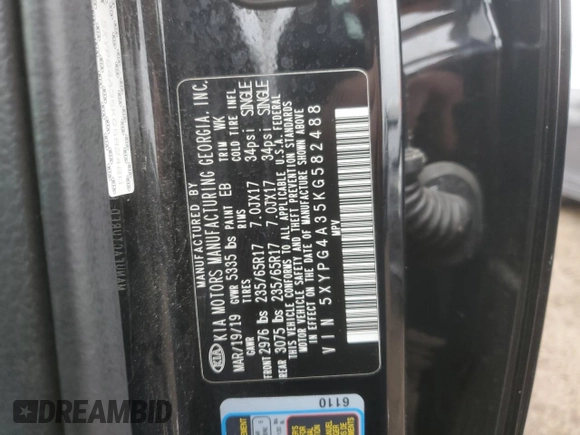 MANUFACTURED BY
KIA KIA MOTORS MANUFACTURING GEORGIA, INC.
MAR/19/19 GVWR 5335 lbs PAINT EB TRIM WK
GAWR TIRES RIMS COLD TIRE INFL
FRONT 2976 lbs 235/65R17 7.0JX17 34psi SINGLE
REAR 3075 lbs 235/65R17 7.0JX17 34psi SINGLE
THIS VEHICLE CONFORMS TO ALL APPLICABLE U.S.A. FEDERAL
MOTOR VEHICLE SAFETY AND THEFT PREVENTION STANDARDS
IN EFFECT ON THE DATE OF MANUFACTURE SHOWN ABOVE
VIN 5XYPG4A35KG582488
MPV
6110
DREAMBID